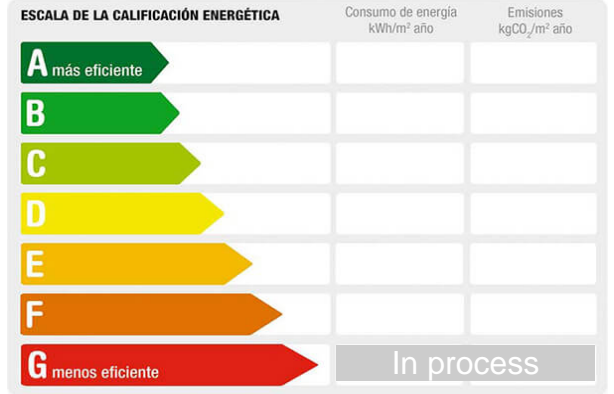 ESCALA DE LA CALIFICACIÓN ENERGÉTICA
Consumo de energía
kWh/m² año
Emisiones
kgCO₂/m² año
A más eficiente
B
C
D
E
F
G menos eficiente
In process